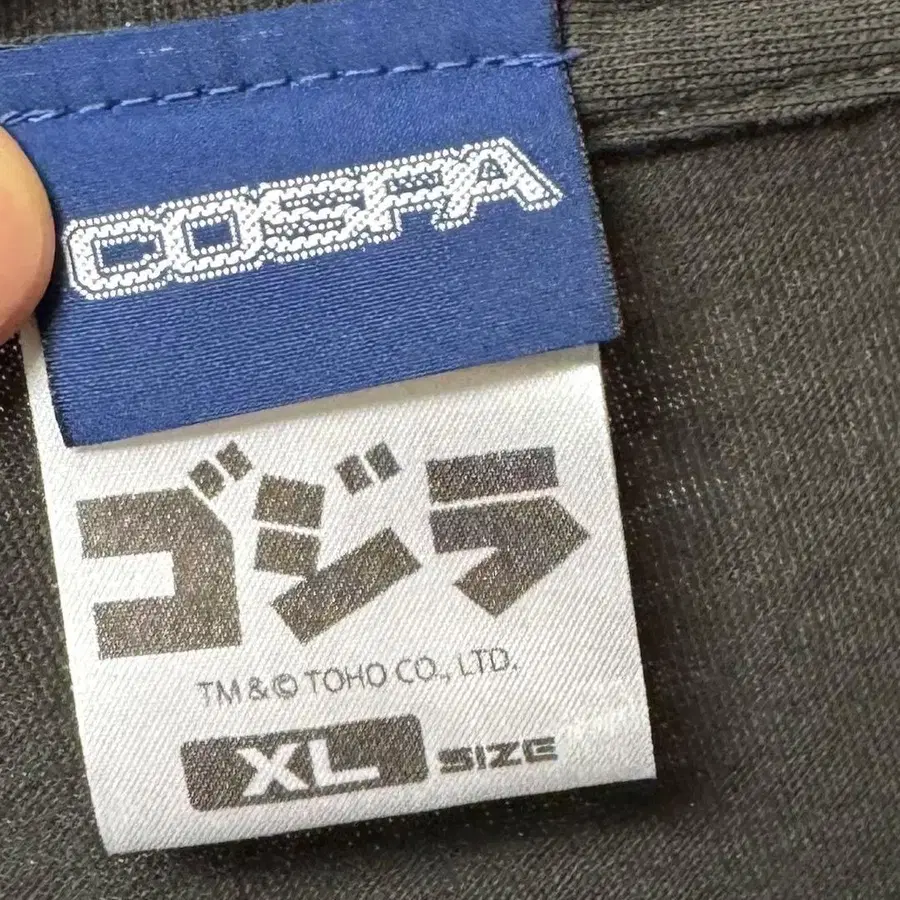 COSPA
ゴジラ
TM & © TOHO CO., LTD.
XL SIZE